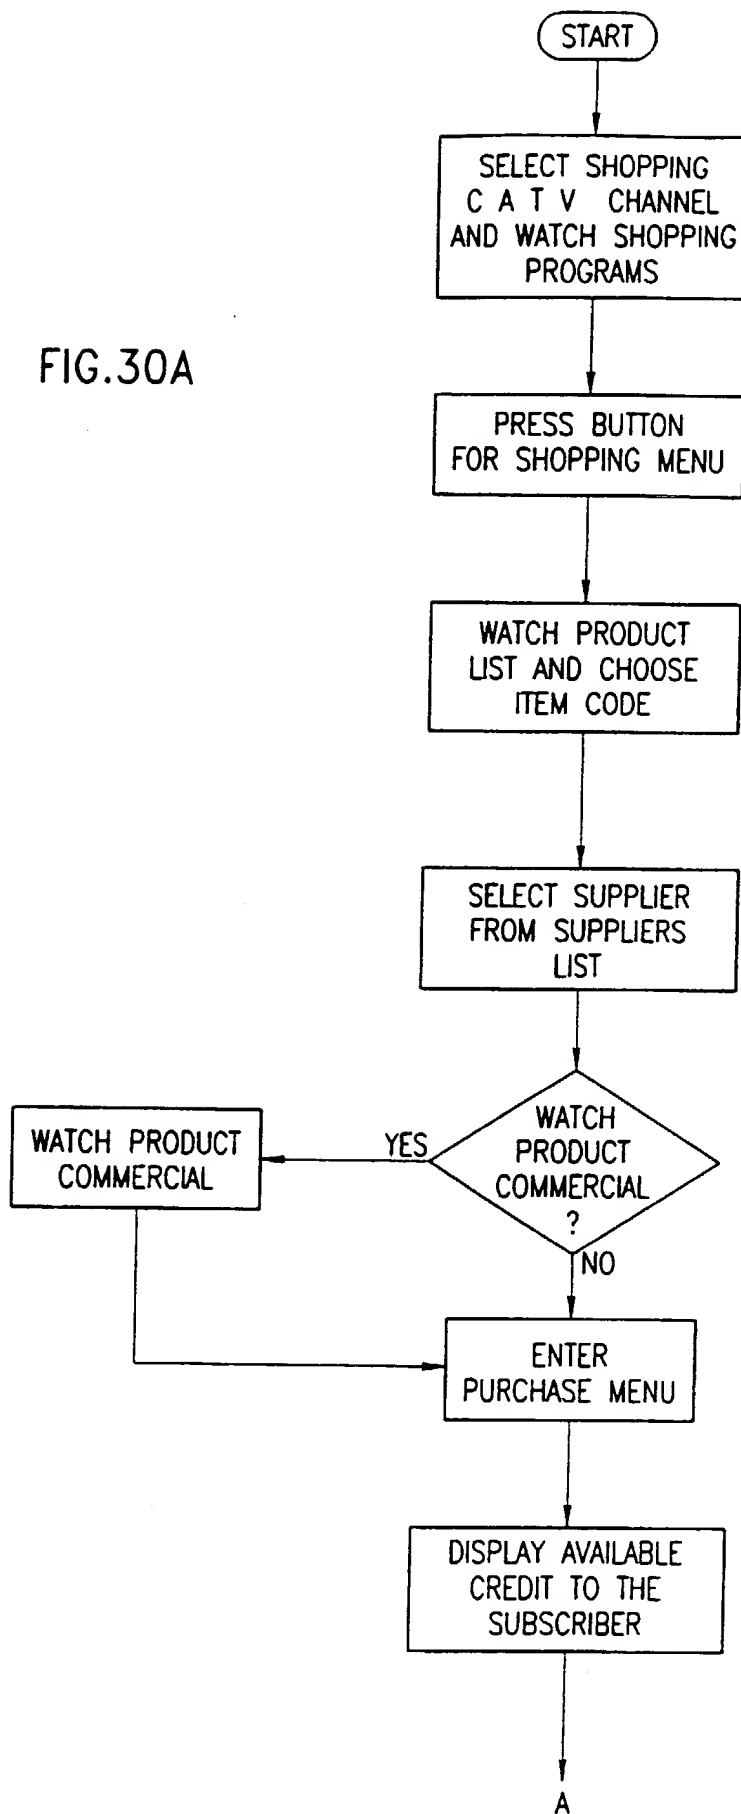 START
SELECT SHOPPING
C A T V CHANNEL
AND WATCH SHOPPING
PROGRAMS
FIG.30A
PRESS BUTTON
FOR SHOPPING MENU
WATCH PRODUCT
LIST AND CHOOSE
ITEM CODE
SELECT SUPPLIER
FROM SUPPLIERS
LIST
WATCH
PRODUCT
COMMERCIAL
?
YES
WATCH PRODUCT
COMMERCIAL
NO
ENTER
PURCHASE MENU
DISPLAY AVAILABLE
CREDIT TO THE
SUBSCRIBER
A